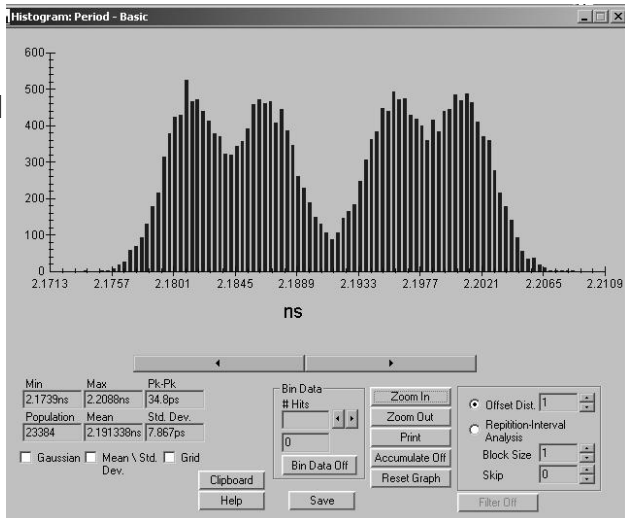 Histogram: Period - Basic
600
500
400
300
200
100
0
2.1713 2.1757 2.1801 2.1845 2.1889 2.1933 2.1977 2.2021 2.2065 2.2109
ns
Min Max Pk-Pk
2.1739ns 2.2088ns 34.8ps
Population Mean Std. Dev.
23384 2.191338ns 7.867ps
Gaussian Mean \ Std. Dev. Grid
Clipboard
Help
Bin Data
# Hits
0
Bin Data Off
Save
Zoom In
Zoom Out
Print
Accumulate Off
Reset Graph
Offset Dist. 1
Repitition-Interval
Analysis
Block Size 1
Skip 0
Filter Off